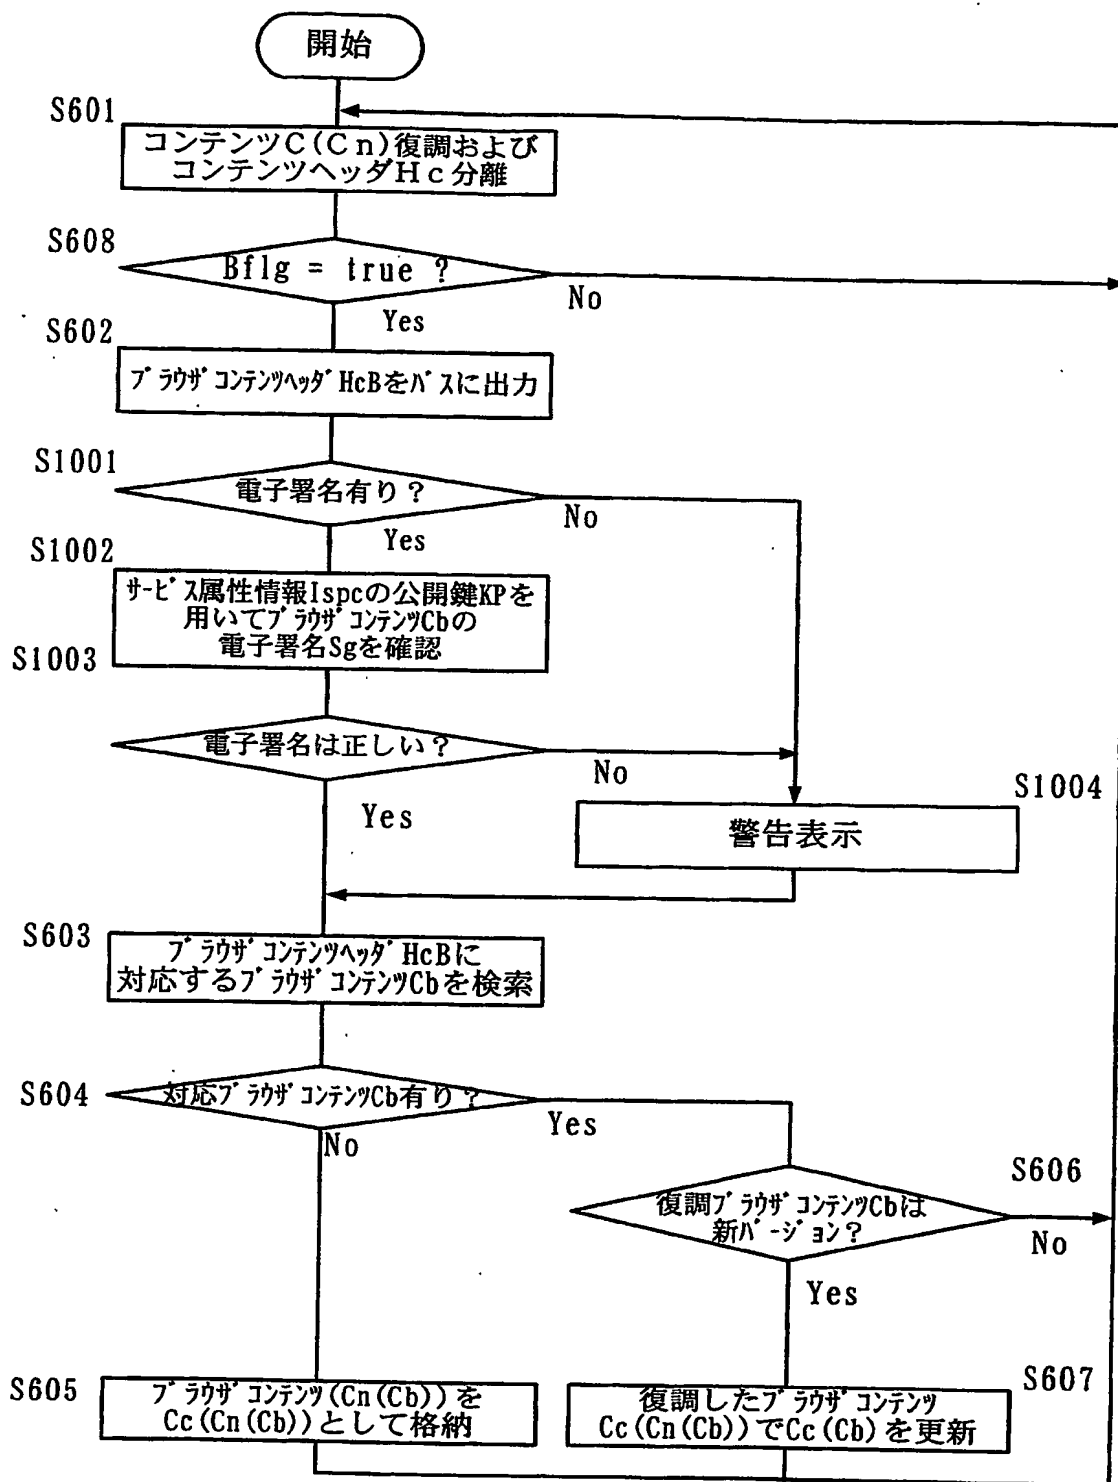 開始
S601
コンテンツC(Cn)復調および
コンテンツヘッダHc分離
S608
Bflg = true ?
No
Yes
S602
ブラウザコンテンツヘッダHcBをバスに出力
S1001
電子署名有り?
No
Yes
S1002
サービス属性情報Ispcの公開鍵KPを
用いてブラウザコンテンツCbの
電子署名Sgを確認
S1003
電子署名は正しい?
No
Yes
S1004
警告表示
S603
ブラウザコンテンツヘッダHcBに
対応するブラウザコンテンツCbを検索
S604
対応ブラウザコンテンツCb有り?
Yes
No
S606
復調ブラウザコンテンツCbは
新バージョン?
No
Yes
S605
ブラウザコンテンツ(Cn(Cb))を
Cc(Cn(Cb))として格納
S607
復調したブラウザコンテンツ
Cc(Cn(Cb))でCc(Cb)を更新